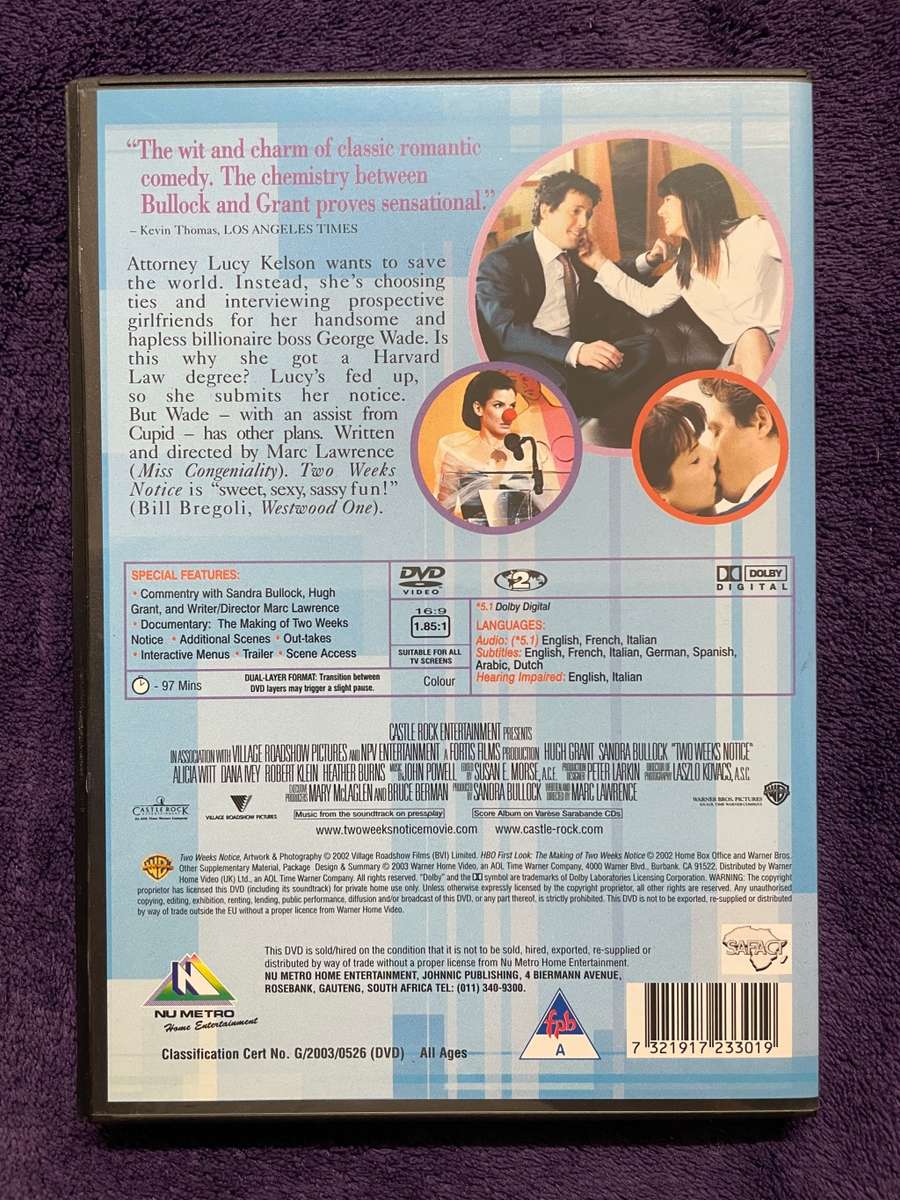 “The wit and charm of classic romantic
comedy. The chemistry between
Bullock and Grant proves sensational.”
– Kevin Thomas, LOS ANGELES TIMES
Attorney Lucy Kelson wants to save
the world. Instead, she’s choosing
ties and interviewing prospective
girlfriends for her handsome and
hapless billionaire boss George Wade. Is
this why she got a Harvard
Law degree? Lucy’s fed up,
so she submits her notice.
But Wade – with an assist from
Cupid – has other plans. Written
and directed by Marc Lawrence
(Miss Congeniality). Two Weeks
Notice is “sweet, sexy, sassy fun!”
(Bill Bregoli, Westwood One).
SPECIAL FEATURES:
• Commentry with Sandra Bullock, Hugh
Grant, and Writer/Director Marc Lawrence
• Documentary: The Making of Two Weeks
Notice • Additional Scenes • Out-takes
• Interactive Menus • Trailer • Scene Access
- 97 Mins
DUAL-LAYER FORMAT: Transition between
DVD layers may trigger a slight pause.
DVD
VIDEO
16:9
1.85:1
SUITABLE FOR ALL
TV SCREENS
Colour
2
DOLBY
DIGITAL
*5.1 Dolby Digital
LANGUAGES:
Audio: (*5.1) English, French, Italian
Subtitles: English, French, Italian, German, Spanish,
Arabic, Dutch
Hearing Impaired: English, Italian
CASTLE ROCK ENTERTAINMENT PRESENTS
IN ASSOCIATION WITH VILLAGE ROADSHOW PICTURES AND NPV ENTERTAINMENT A FORTIS FILMS PRODUCTION HUGH GRANT SANDRA BULLOCK "TWO WEEKS NOTICE"
ALICIA WITT DANA IVEY ROBERT KLEIN HEATHER BURNS MUSIC BY JOHN POWELL EDITED BY SUSAN E. MORSE, A.C.E. PRODUCTION DESIGNER PETER LARKIN DIRECTOR OF PHOTOGRAPHY LASZLO KOVACS, A.S.C.
EXECUTIVE PRODUCERS MARY McLAGLEN AND BRUCE BERMAN PRODUCED BY SANDRA BULLOCK WRITTEN AND DIRECTED BY MARC LAWRENCE
CASTLE ROCK
ENTERTAINMENT
An AOL Time Warner Company
VILLAGE ROADSHOW PICTURES
Music from the soundtrack on pressplay
Score Album on Varèse Sarabande CDs
WARNER BROS. PICTURES
AN AOL TIME WARNER COMPANY
www.twoweeksnoticemovie.com www.castle-rock.com
Two Weeks Notice, Artwork & Photography © 2002 Village Roadshow Films (BVI) Limited. HBO First Look: The Making of Two Weeks Notice © 2002 Home Box Office and Warner Bros.
Other Supplementary Material, Package Design & Summary © 2003 Warner Home Video, an AOL Time Warner Company, 4000 Warner Blvd., Burbank. CA 91522, Distributed by Warner
Home Video (UK) Ltd., an AOL Time Warner Company. All rights reserved. “Warner Bros.” and the symbol are trademarks of Dolby Laboratories Licensing Corporation. WARNING: The copyright
proprietor has licensed this DVD (including its soundtrack) for private home use only. Unless otherwise expressly licensed by the copyright proprietor, all other rights are reserved. Any unauthorised
copying, editing, exhibition, renting, lending, public performance, diffusion and/or broadcast of this DVD, or any part thereof, is strictly prohibited. This DVD is not to be exported, re-supplied or distributed
by way of trade outside the EU without a proper licence from Warner Home Video.
SAFACT
This DVD is sold/hired on the condition that it is not to be sold, hired, exported, re-supplied or
distributed by way of trade without a proper license from Nu Metro Home Entertainment.
NU METRO HOME ENTERTAINMENT, JOHNNIC PUBLISHING, 4 BIERMANN AVENUE,
ROSEBANK, GAUTENG, SOUTH AFRICA TEL: (011) 340-9300.
NU METRO
Home Entertainment
Classification Cert No. G/2003/0526 (DVD) All Ages
fpb
A
7 321917 233019